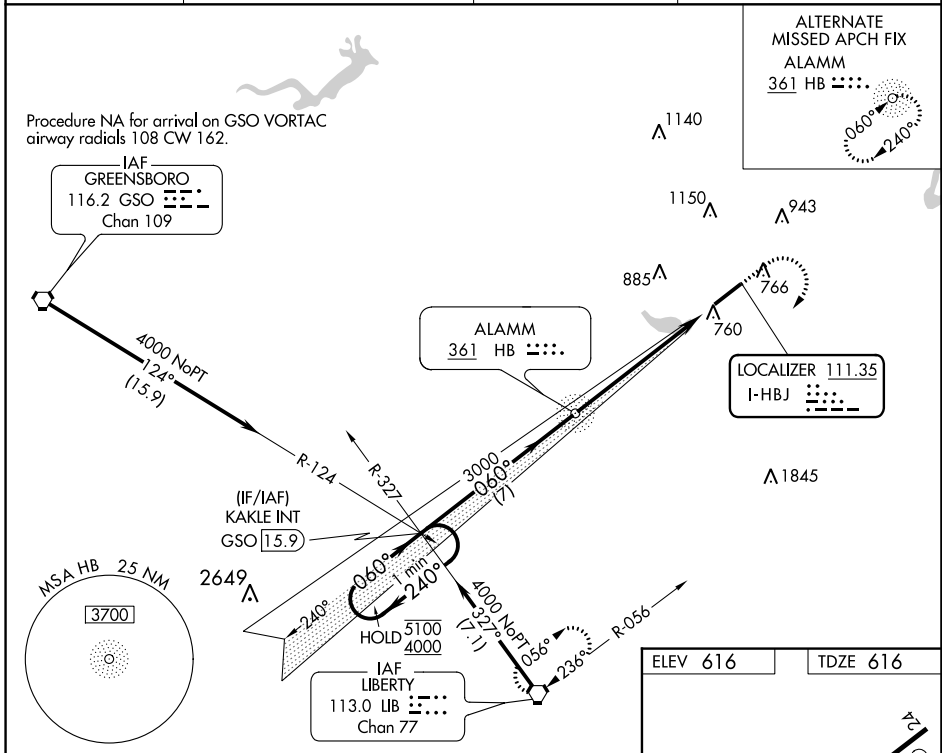 ALTERNATE
MISSED APCH FIX
ALAMM
361 HB
060°
240°
Procedure NA for arrival on GSO VORTAC
airway radials 108 CW 162.
IAF
GREENSBORO
116.2 GSO
Chan 109
1140
1150
943
885
766
760
4000 NoPT
124°
(15.9)
ALAMM
361 HB
LOCALIZER 111.35
I-HBJ
R-124
R-327
3000
060°
(7)
1845
(IF/IAF)
KAKLE INT
GSO 15.9
2649
060°
1 min
240°
240°
HOLD 5100
4000
4000 NoPT
327°
(7.1)
056°
236°
R-056
MSA HB 25 NM
3700
IAF
LIBERTY
113.0 LIB
Chan 77
ELEV 616
TDZE 616
24